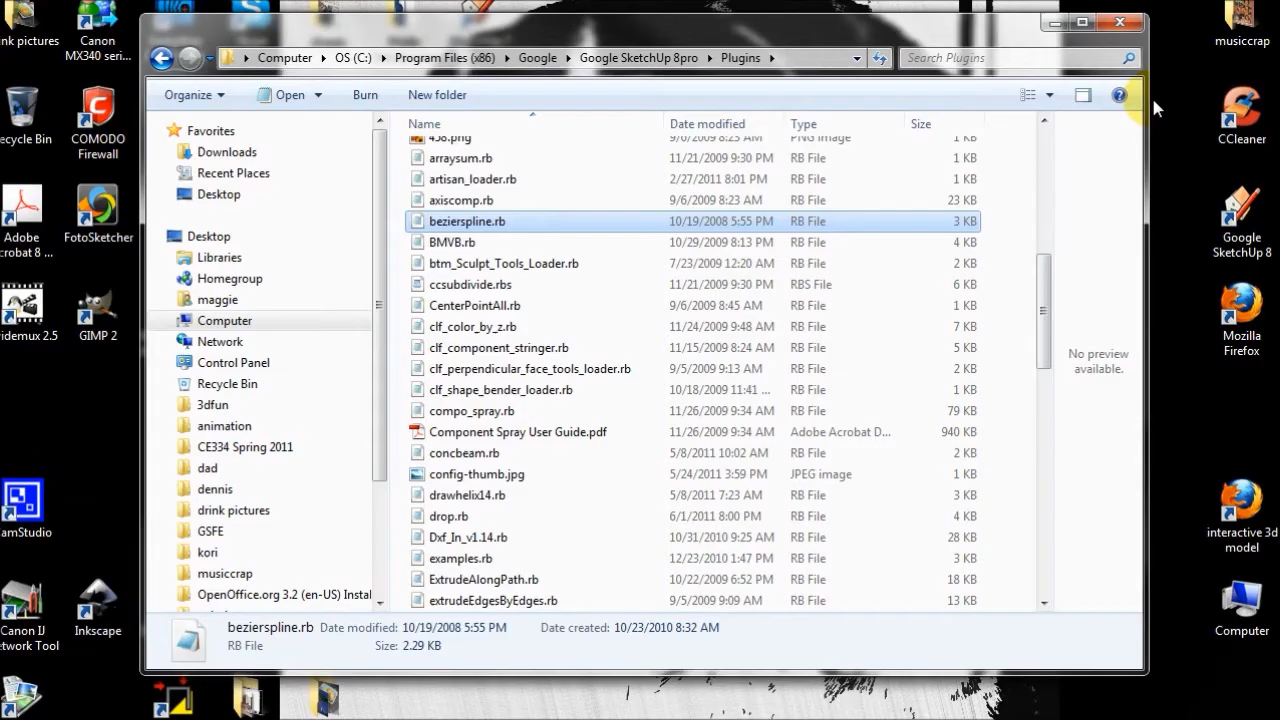 ink pictures
Canon
MX340 seri...
musiccrap
Computer OS (C:) Program Files (x86) Google Google SketchUp 8pro Plugins
Search Plugins
Organize Open Burn New folder
Favorites
Downloads
Recent Places
Desktop
Desktop
Libraries
Homegroup
maggie
Computer
Network
Control Panel
Recycle Bin
3dfun
animation
CE334 Spring 2011
dad
dennis
drink pictures
GSFE
kori
musiccrap
OpenOffice.org 3.2 (en-US) Instal
Name Date modified Type Size
458.png 9/6/2009 8:23 AM PNG image 1 KB
arraysum.rb 11/21/2009 9:30 PM RB File 1 KB
artisan_loader.rb 2/27/2011 8:01 PM RB File 1 KB
axiscomp.rb 9/6/2009 8:23 AM RB File 23 KB
bezierspline.rb 10/19/2008 5:55 PM RB File 3 KB
BMVB.rb 10/29/2009 8:13 PM RB File 4 KB
btm_Sculpt_Tools_Loader.rb 7/23/2009 12:20 AM RB File 2 KB
ccsubdivide.rbs 11/21/2009 9:30 PM RBS File 6 KB
CenterPointAll.rb 9/6/2009 8:45 AM RB File 1 KB
clf_color_by_z.rb 11/24/2009 9:48 AM RB File 7 KB
clf_component_stringer.rb 11/15/2009 8:24 AM RB File 5 KB
clf_perpendicular_face_tools_loader.rb 9/5/2009 9:13 AM RB File 2 KB
clf_shape_bender_loader.rb 10/18/2009 11:41 ... RB File 1 KB
compo_spray.rb 11/26/2009 9:34 AM RB File 79 KB
Component Spray User Guide.pdf 11/26/2009 9:34 AM Adobe Acrobat D... 940 KB
concbeam.rb 5/8/2011 10:02 AM RB File 2 KB
config-thumb.jpg 5/24/2011 3:59 PM JPEG image 1 KB
drawhelix14.rb 5/8/2011 7:23 AM RB File 3 KB
drop.rb 6/1/2011 8:00 PM RB File 4 KB
Dxf_In_v1.14.rb 10/31/2010 9:25 AM RB File 28 KB
examples.rb 12/23/2010 1:47 PM RB File 3 KB
ExtrudeAlongPath.rb 10/22/2009 6:52 PM RB File 18 KB
extrudeEdgesByEdges.rb 9/5/2009 9:09 AM RB File 13 KB
No preview
available.
bezierspline.rb Date modified: 10/19/2008 5:55 PM Date created: 10/23/2010 8:32 AM
RB File Size: 2.29 KB
ecycle Bin
COMODO
Firewall
Adobe
crobat 8 ...
FotoSketcher
videmux 2.5
GIMP 2
amStudio
Canon IJ
etwork Tool
Inkscape
CCleaner
Google
SketchUp 8
Mozilla
Firefox
interactive 3d
model
Computer